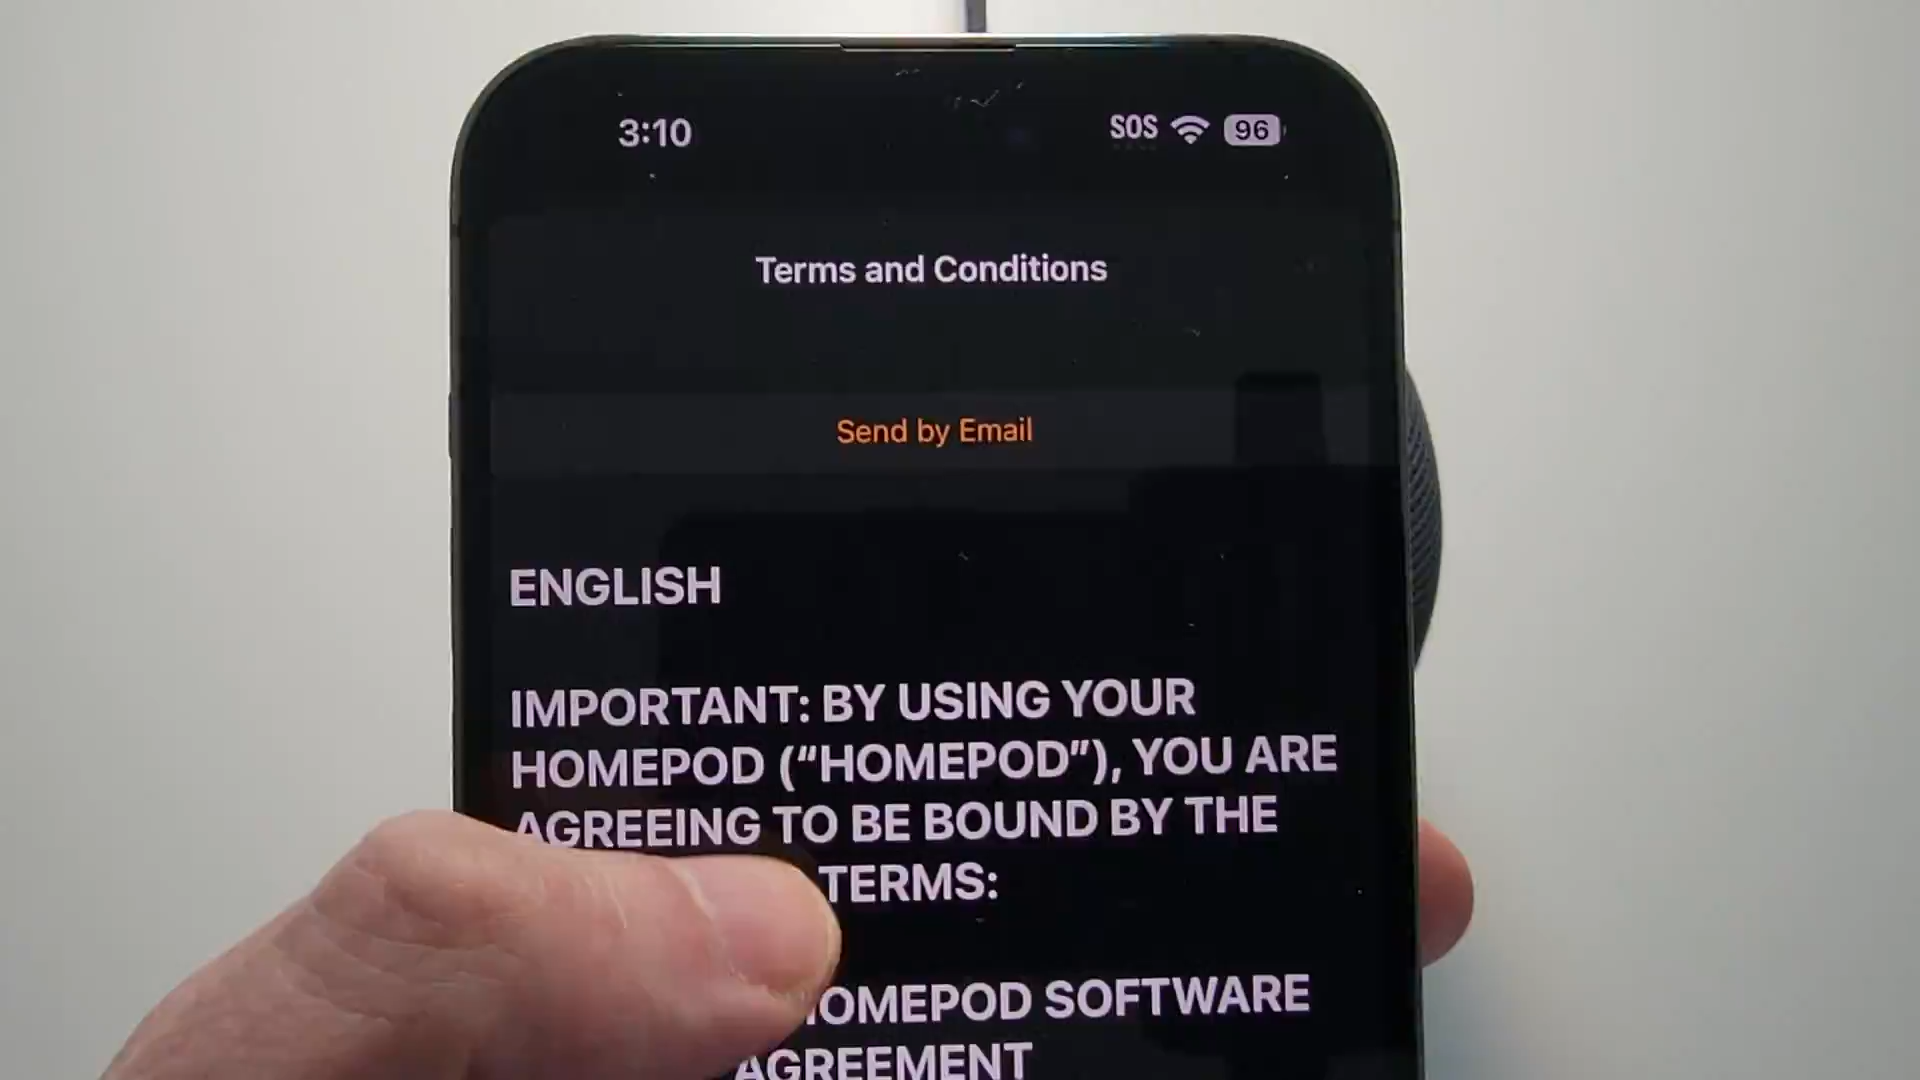 3:10
SOS 96
Terms and Conditions
Send by Email
ENGLISH
IMPORTANT: BY USING YOUR
HOMEPOD (“HOMEPOD”), YOU ARE
AGREEING TO BE BOUND BY THE
TERMS:
HOMEPOD SOFTWARE
AGREEMENT